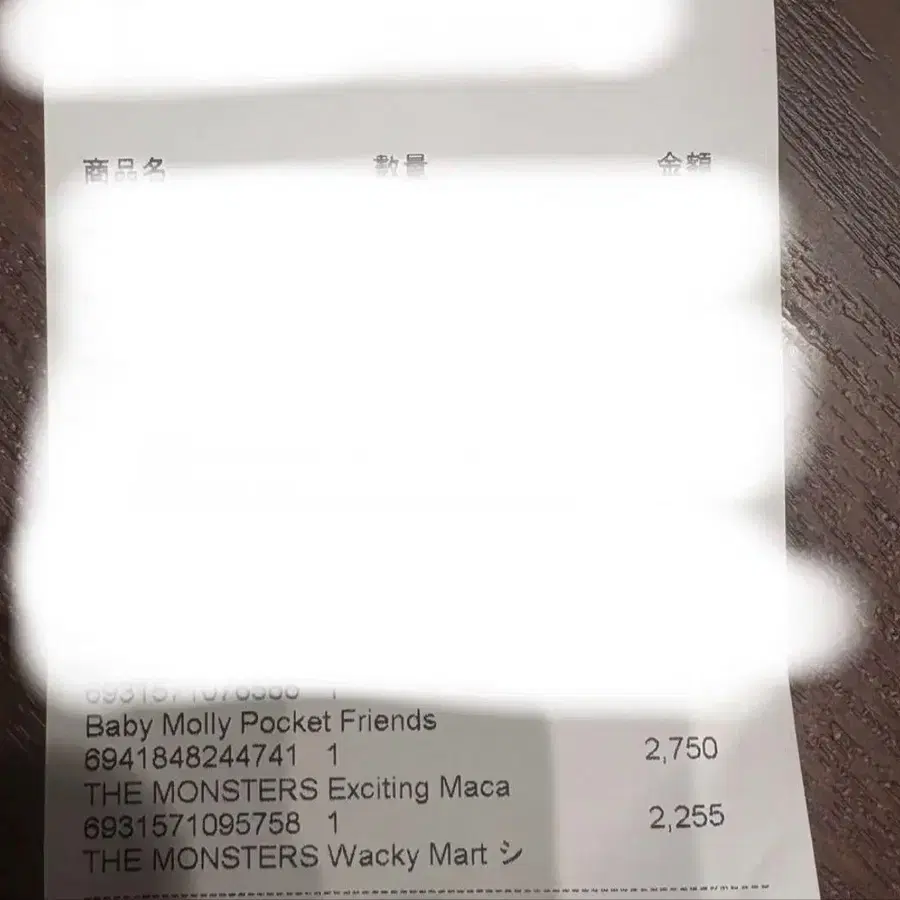 商品名 数量 金額
Baby Molly Pocket Friends
6941848244741 1 2,750
THE MONSTERS Exciting Maca
6931571095758 1 2,255
THE MONSTERS Wacky Mart シ